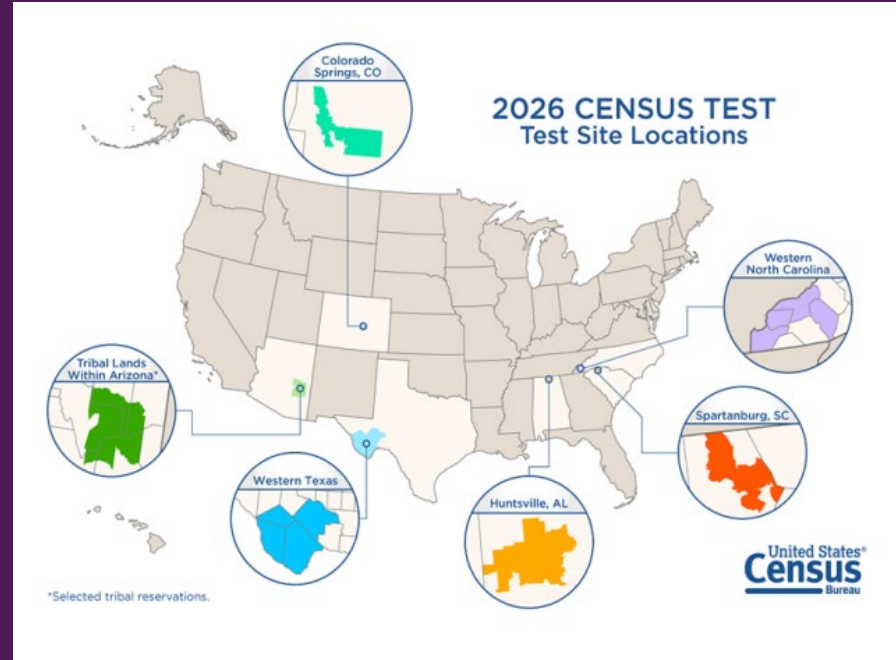 Colorado
Springs, CO
2026 CENSUS TEST
Test Site Locations
Western
North Carolina
Tribal Lands
Within Arizona*
Spartanburg, SC
Western Texas
Huntsville, AL
*Selected tribal reservations.
United States®
Census
Bureau